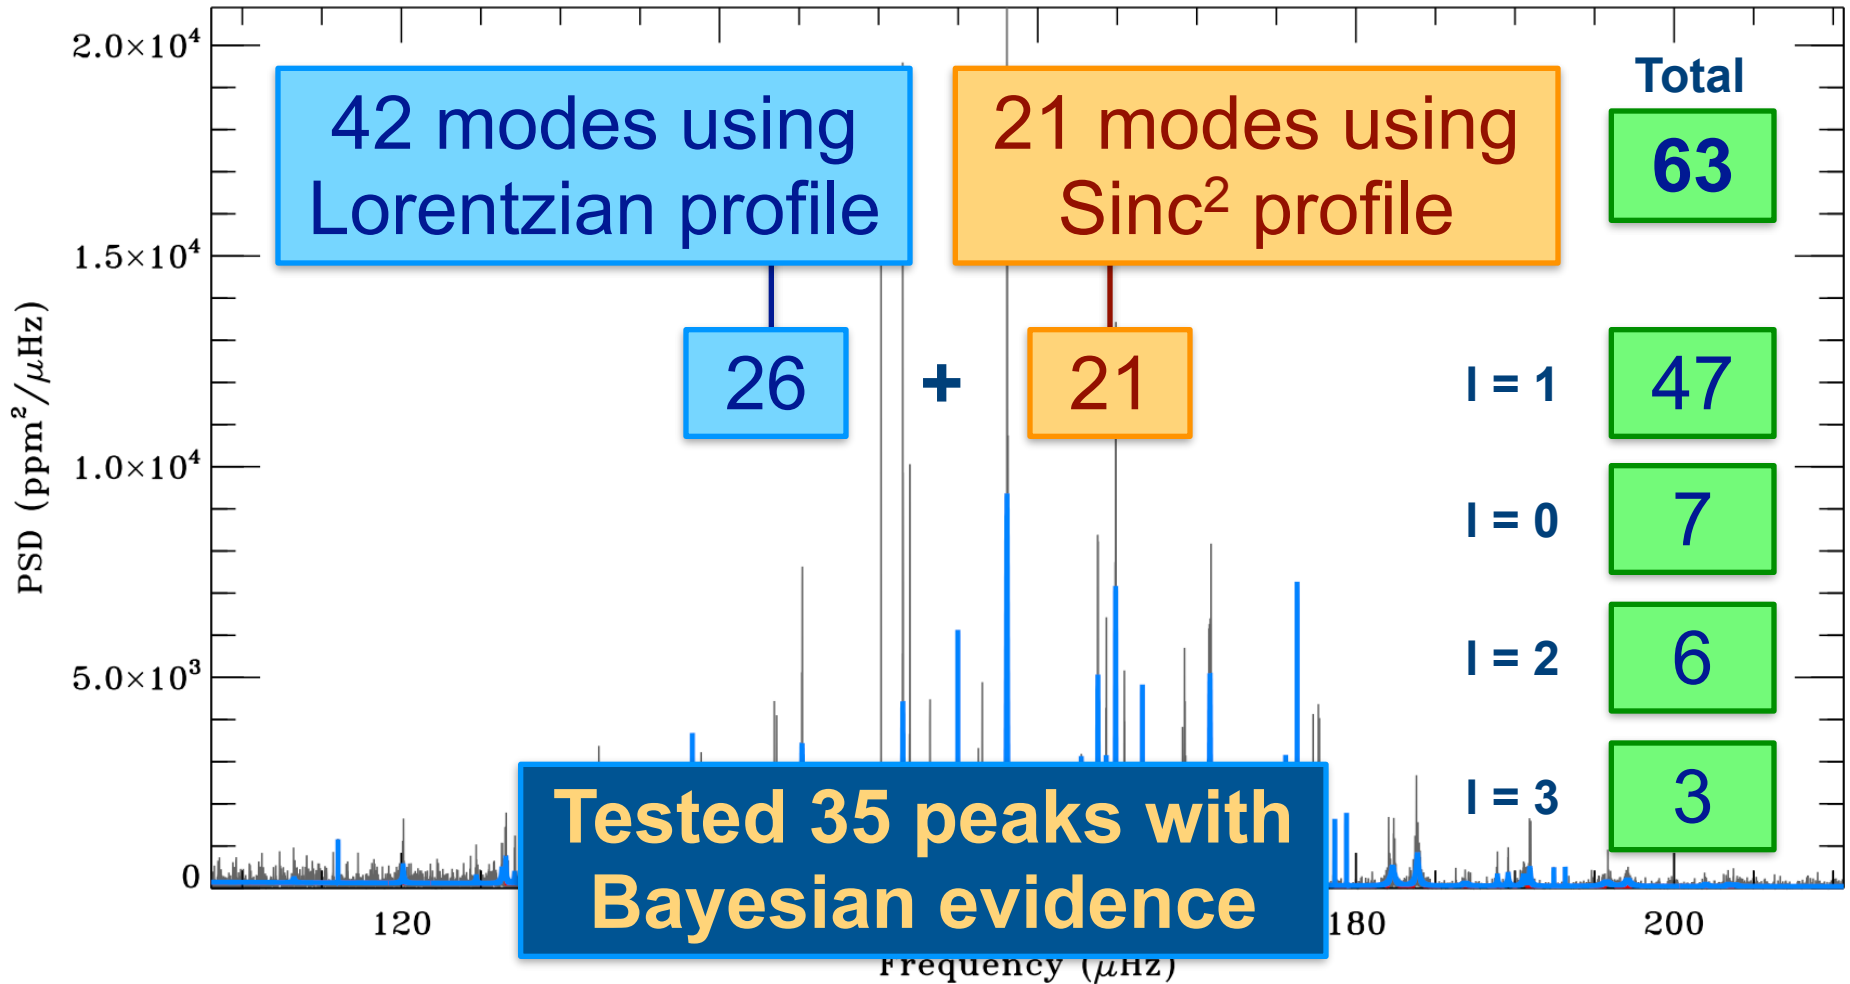 2.0×10⁴
1.5×10⁴
1.0×10⁴
5.0×10³
0
PSD (ppm²/μHz)
42 modes using
Lorentzian profile
21 modes using
Sinc² profile
Total
63
26 + 21
l = 1 47
l = 0 7
l = 2 6
l = 3 3
Tested 35 peaks with
Bayesian evidence
120 180 200
Frequency (μHz)